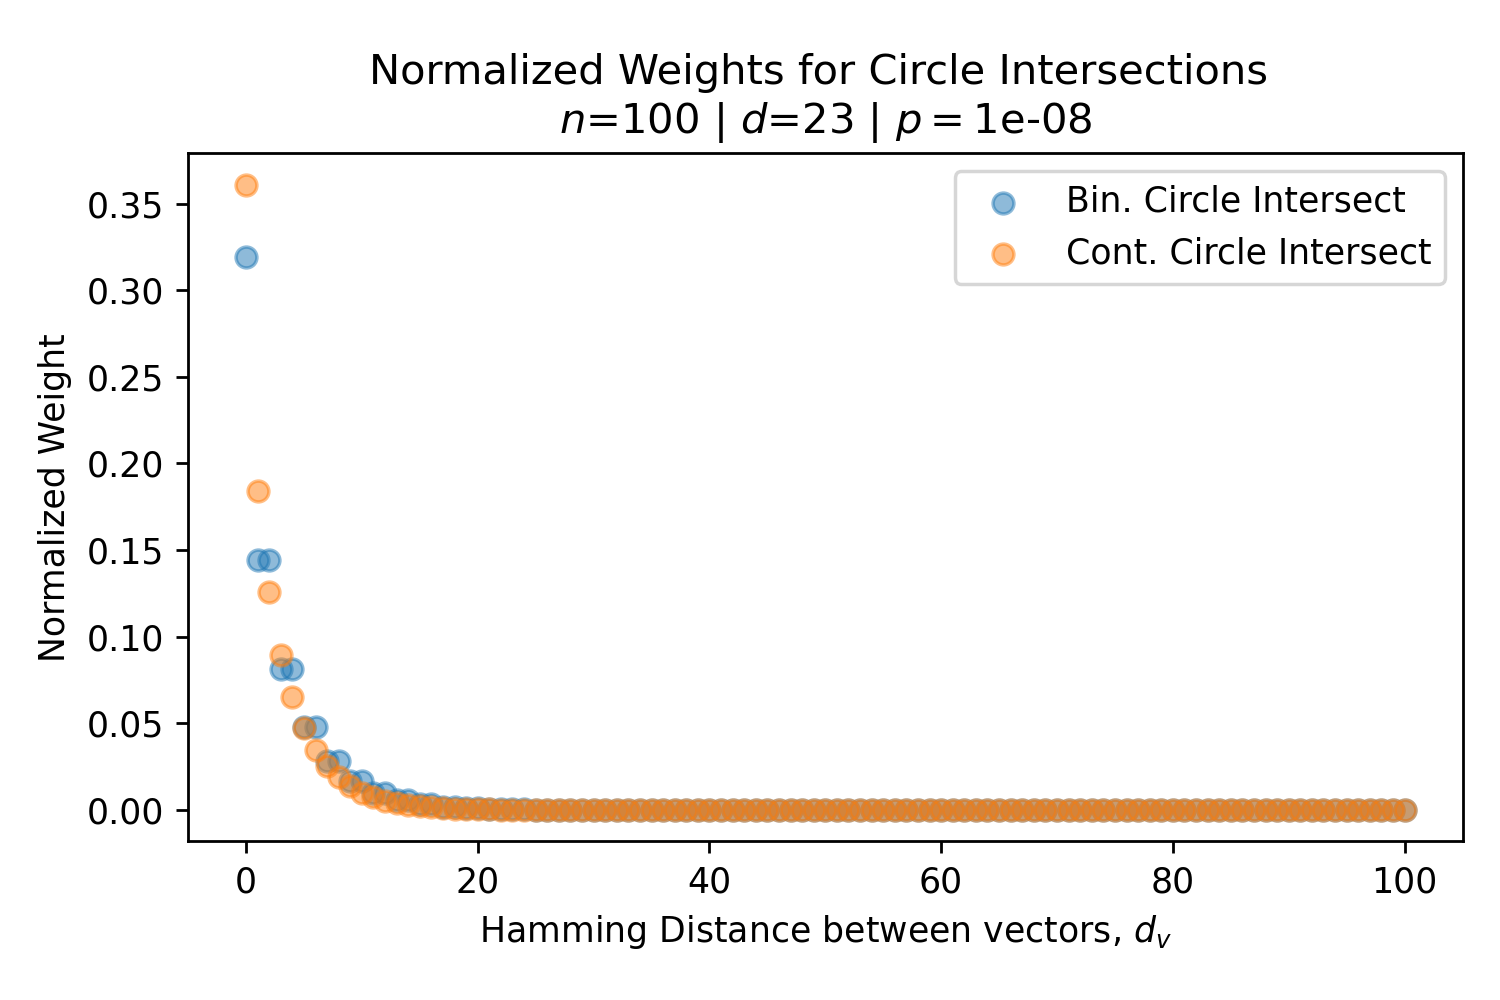 Normalized Weights for Circle Intersections
n=100 | d=23 | p = 1e-08
Bin. Circle Intersect
Cont. Circle Intersect
Normalized Weight
0.35
0.30
0.25
0.20
0.15
0.10
0.05
0.00
0 20 40 60 80 100
Hamming Distance between vectors, d_v